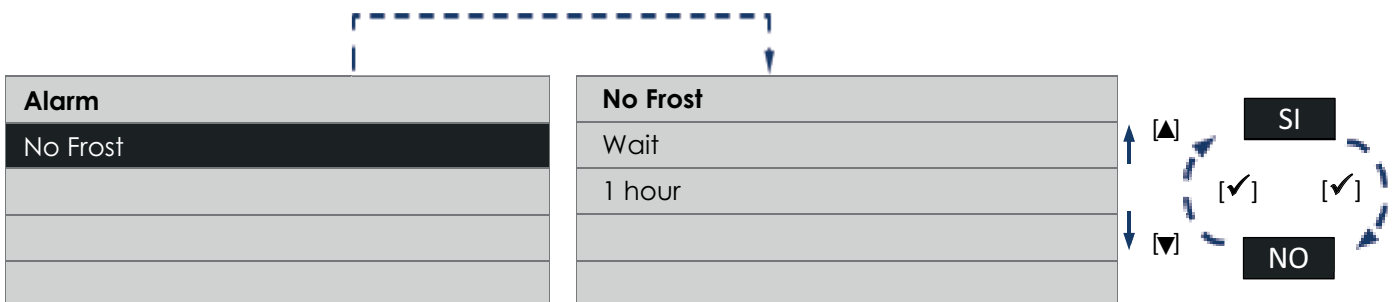 Alarm
No Frost
No Frost
Wait
1 hour
[▲]
[▼]
SI
[✓] [✓]
NO